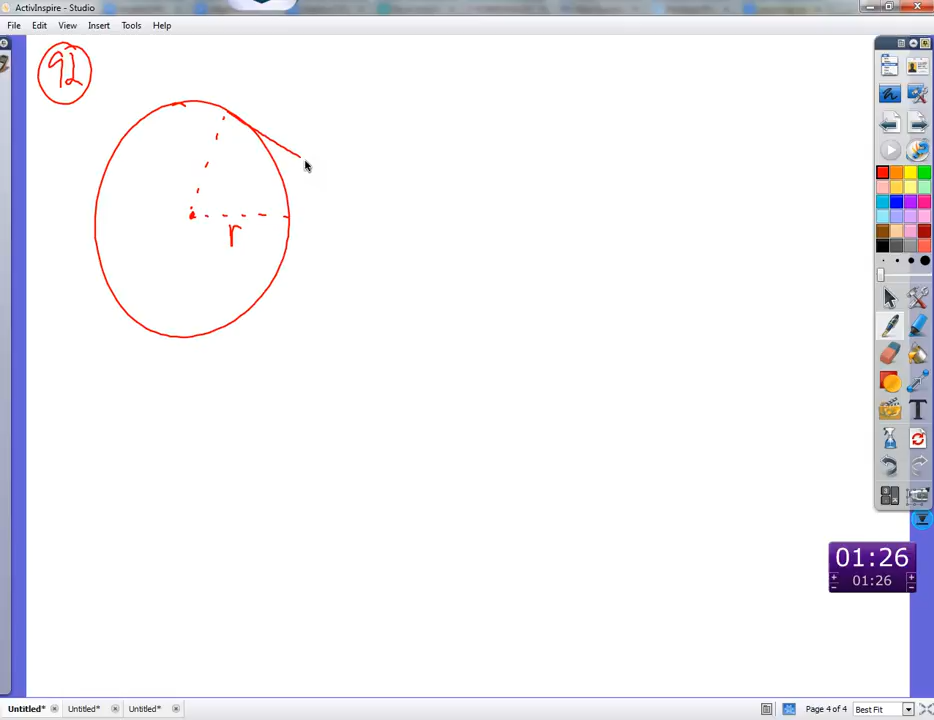 ActivInspire - Studio
File Edit View Insert Tools Help
92
r
01:26
01:26
Untitled* Untitled* Untitled* Page 4 of 4 Best Fit